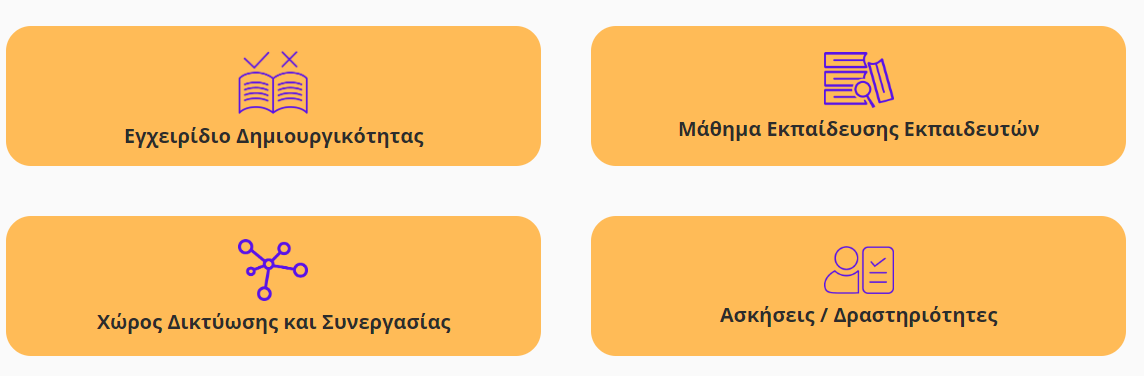 Εγχειρίδιο Δημιουργικότητας
Μάθημα Εκπαίδευσης Εκπαιδευτών
Χώρος Δικτύωσης και Συνεργασίας
Ασκήσεις / Δραστηριότητες